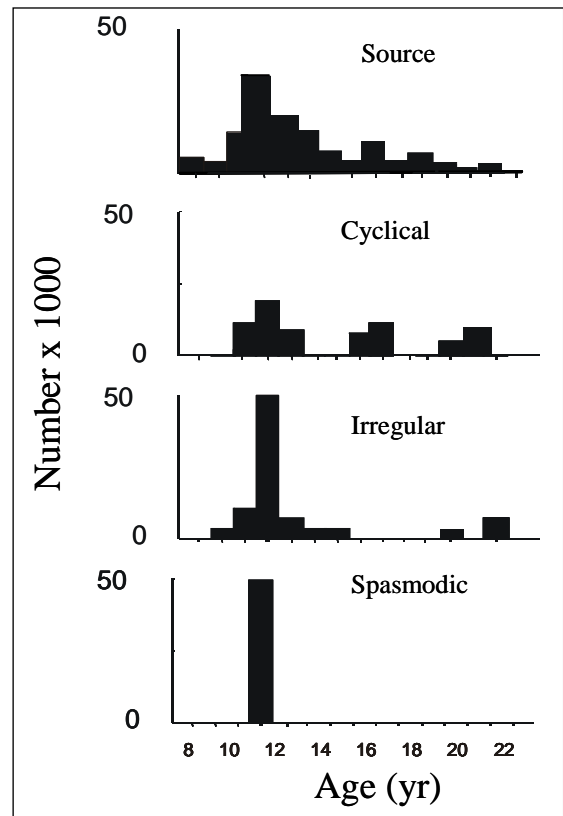 50
Source
50
Cyclical
0
Number x 1000
50
Irregular
0
50
Spasmodic
0
8 10 12 14 16 18 20 22
Age (yr)